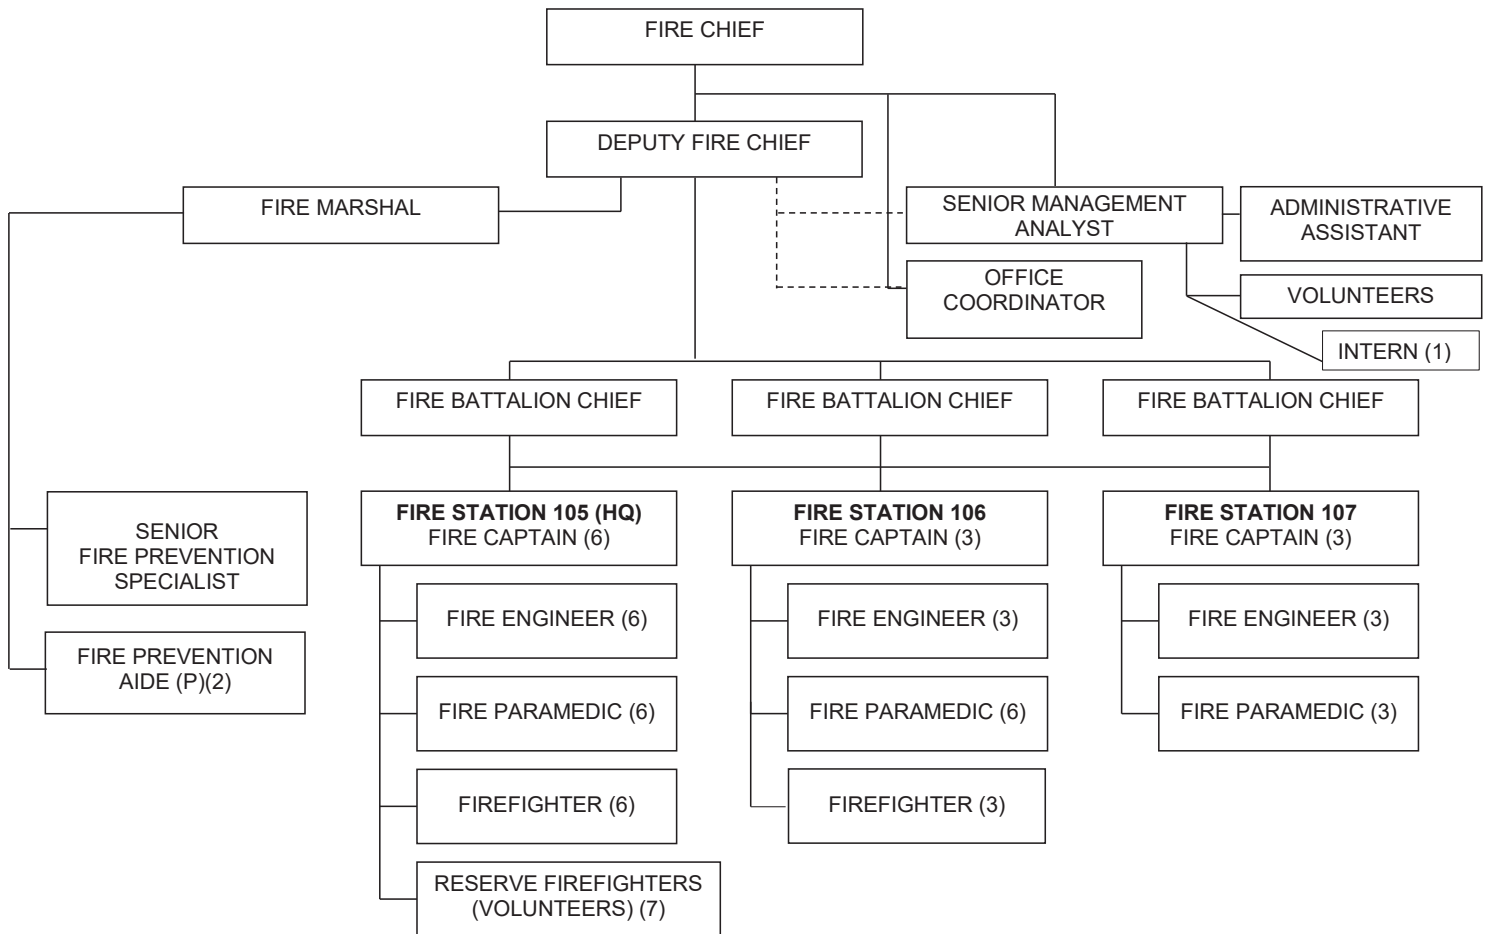 FIRE CHIEF
DEPUTY FIRE CHIEF
FIRE MARSHAL
SENIOR MANAGEMENT
ANALYST
ADMINISTRATIVE
ASSISTANT
OFFICE
COORDINATOR
VOLUNTEERS
INTERN (1)
FIRE BATTALION CHIEF
FIRE BATTALION CHIEF
FIRE BATTALION CHIEF
SENIOR
FIRE PREVENTION
SPECIALIST
FIRE PREVENTION
AIDE (P)(2)
FIRE STATION 105 (HQ)
FIRE CAPTAIN (6)
FIRE ENGINEER (6)
FIRE PARAMEDIC (6)
FIREFIGHTER (6)
RESERVE FIREFIGHTERS
(VOLUNTEERS) (7)
FIRE STATION 106
FIRE CAPTAIN (3)
FIRE ENGINEER (3)
FIRE PARAMEDIC (6)
FIREFIGHTER (3)
FIRE STATION 107
FIRE CAPTAIN (3)
FIRE ENGINEER (3)
FIRE PARAMEDIC (3)